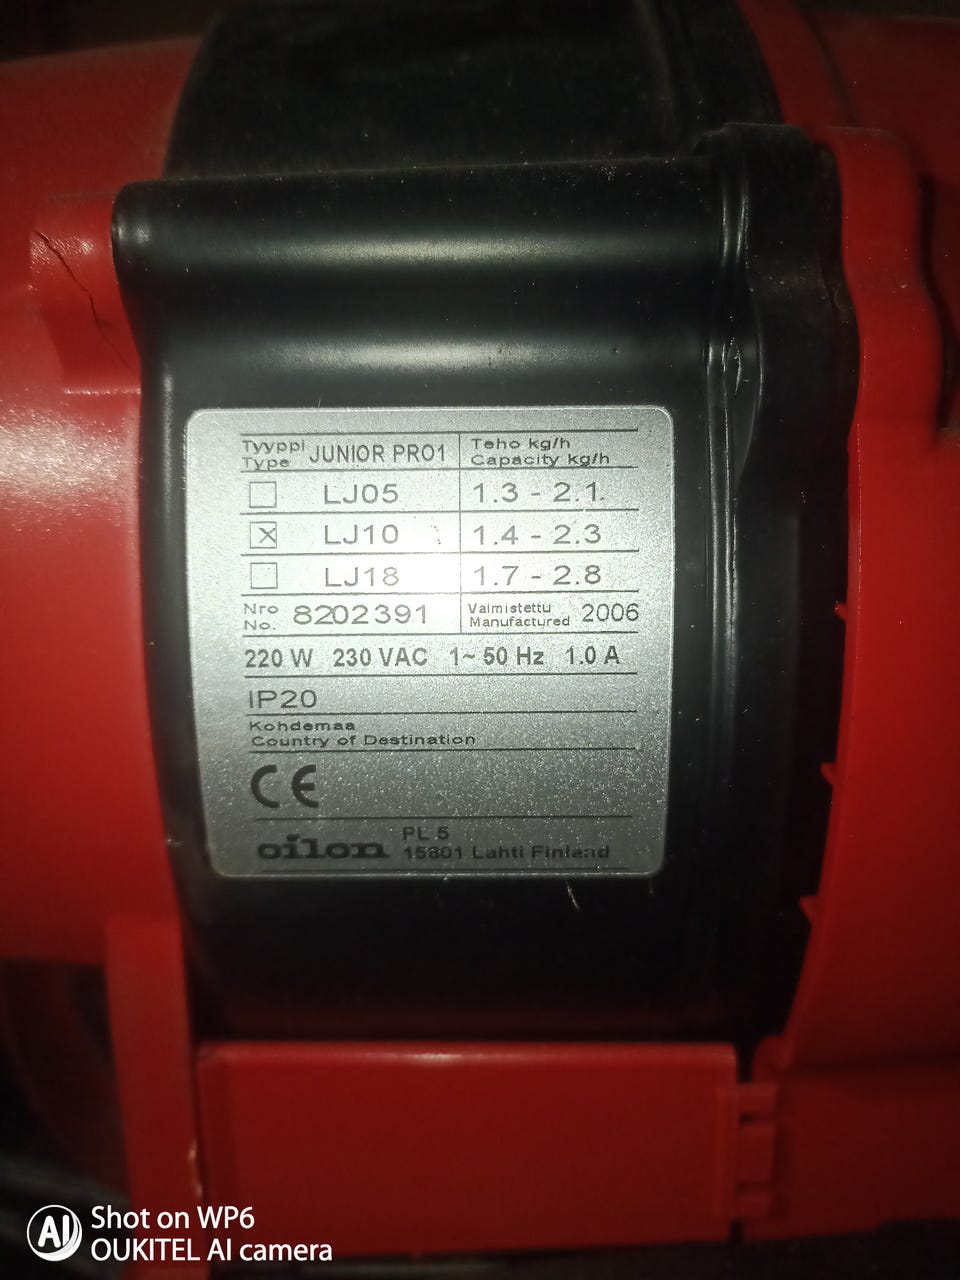 Tyyppi
Type JUNIOR PRO1
Teho kg/h
Capacity kg/h
LJ05 1.3 - 2.1
LJ10 1.4 - 2.3
LJ18 1.7 - 2.8
Nro
No. 8202391
Valmistettu
Manufactured 2006
220 W 230 VAC 1~ 50 Hz 1.0 A
IP20
Kohdemaa
Country of Destination
CE
oilon PL 5
15801 Lahti Finland
AI Shot on WP6
OUKITEL AI camera